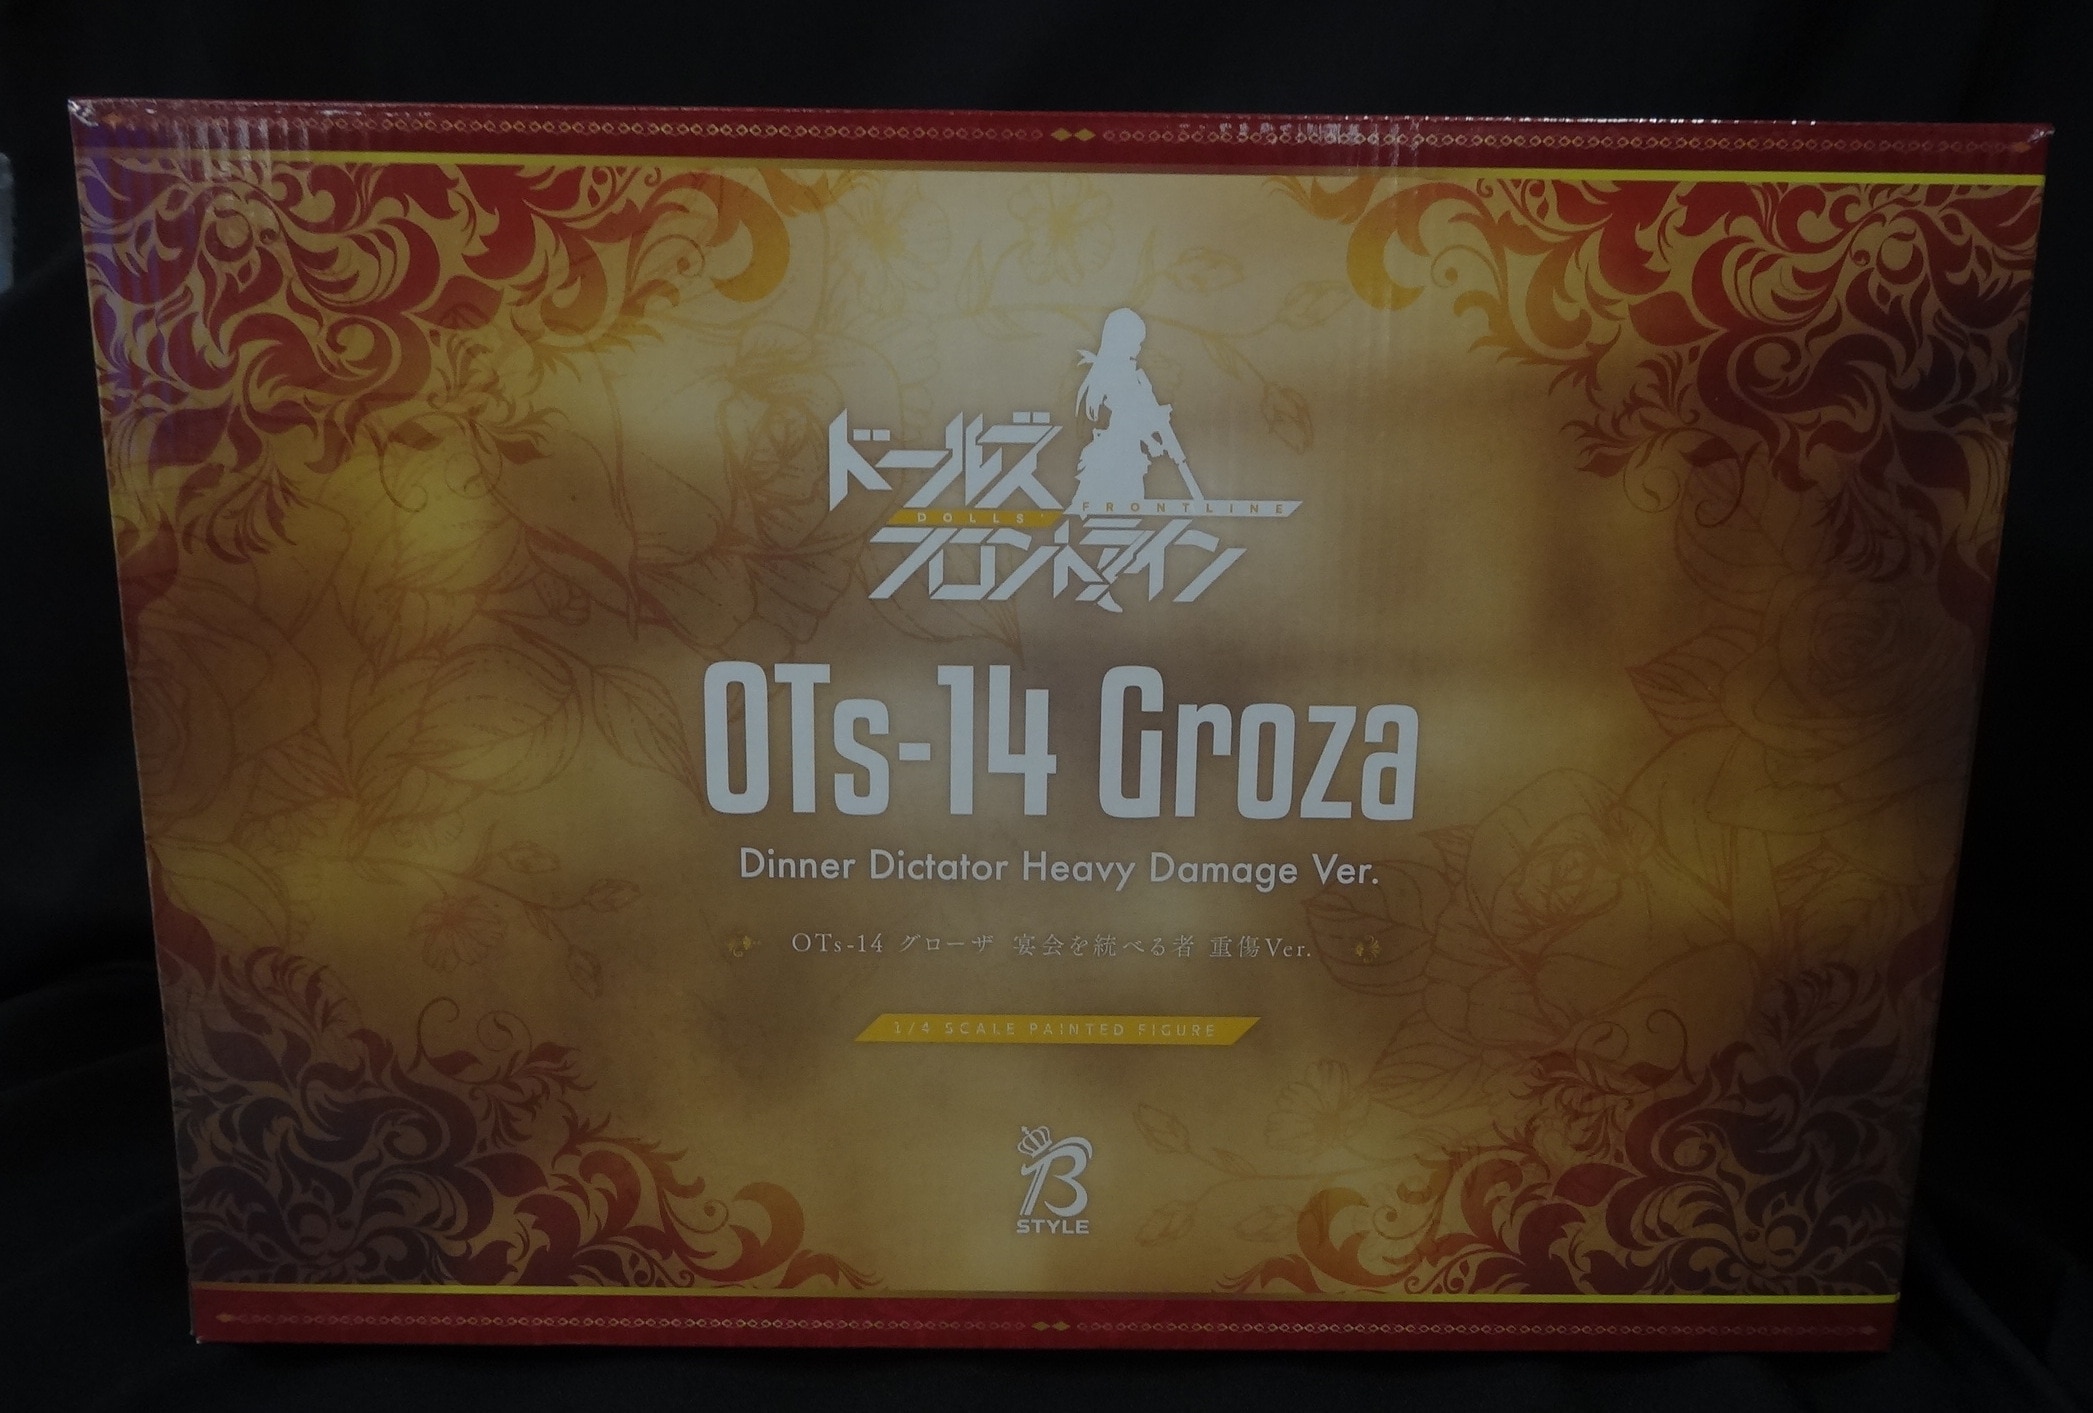 ドールズ
DOLLS' FRONTLINE
フロントライン
OTs-14 Groza
Dinner Dictator Heavy Damage Ver.
OTs-14 グローザ 宴会を統べる者 重傷Ver.
1/4 SCALE PAINTED FIGURE
B
STYLE